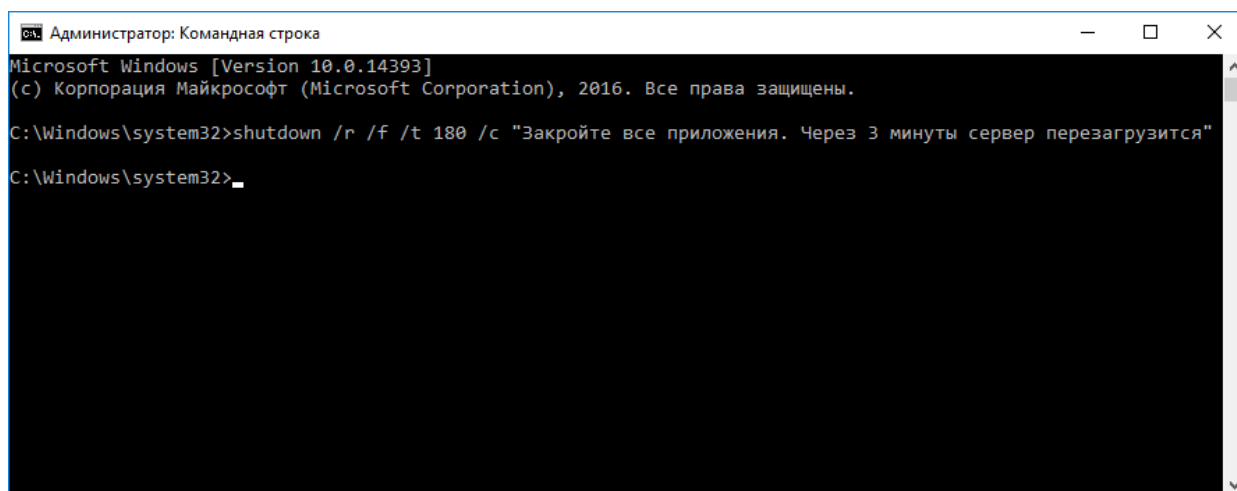 Администратор: Командная строка
Microsoft Windows [Version 10.0.14393]
(c) Корпорация Майкрософт (Microsoft Corporation), 2016. Все права защищены.
C:\Windows\system32>shutdown /r /f /t 180 /c "Закройте все приложения. Через 3 минуты сервер перезагрузится"
C:\Windows\system32>